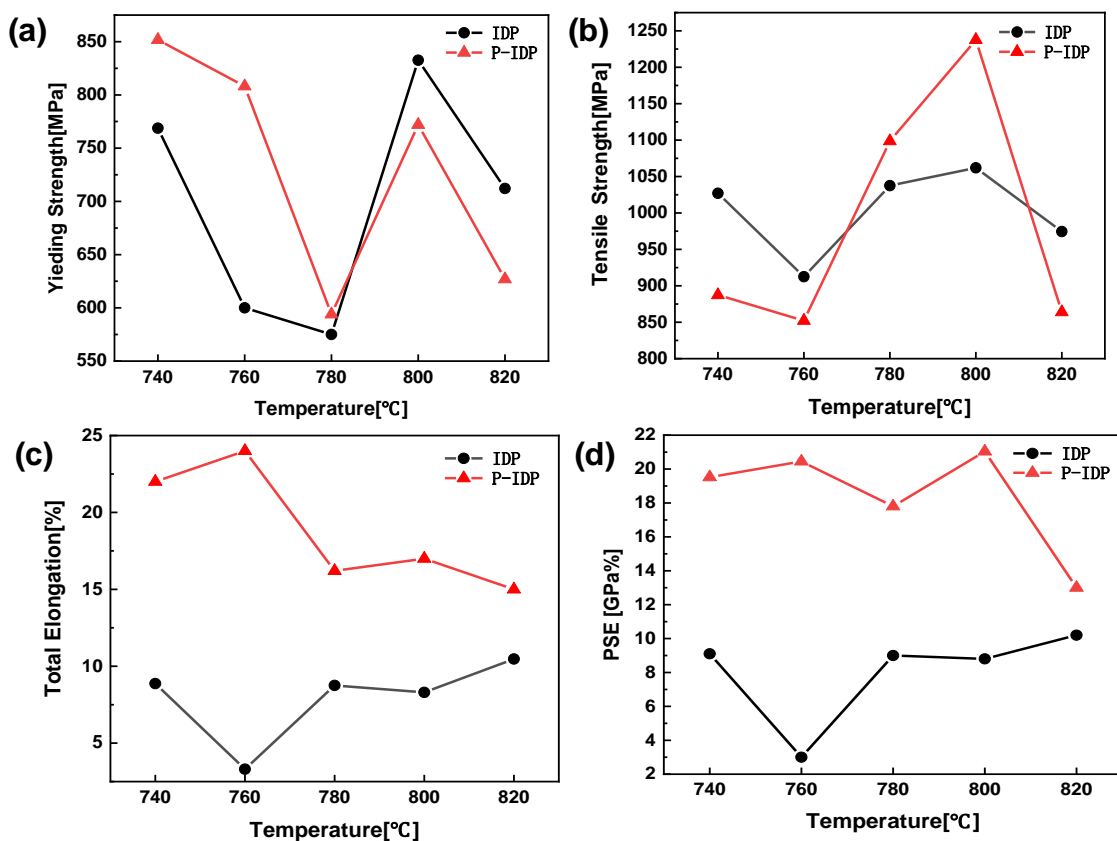 (a)
IDP
P-IDP
Yieding Strength[MPa]
850
800
750
700
650
600
550
740 760 780 800 820
Temperature[℃]
(b)
IDP
P-IDP
Tensile Strength[MPa]
1250
1200
1150
1100
1050
1000
950
900
850
800
740 760 780 800 820
Temperature[℃]
(c)
IDP
P-IDP
Total Elongation[%]
25
20
15
10
5
740 760 780 800 820
Temperature[℃]
(d)
IDP
P-IDP
PSE [GPa%]
22
20
18
16
14
12
10
8
6
4
2
740 760 780 800 820
Temperature[℃]